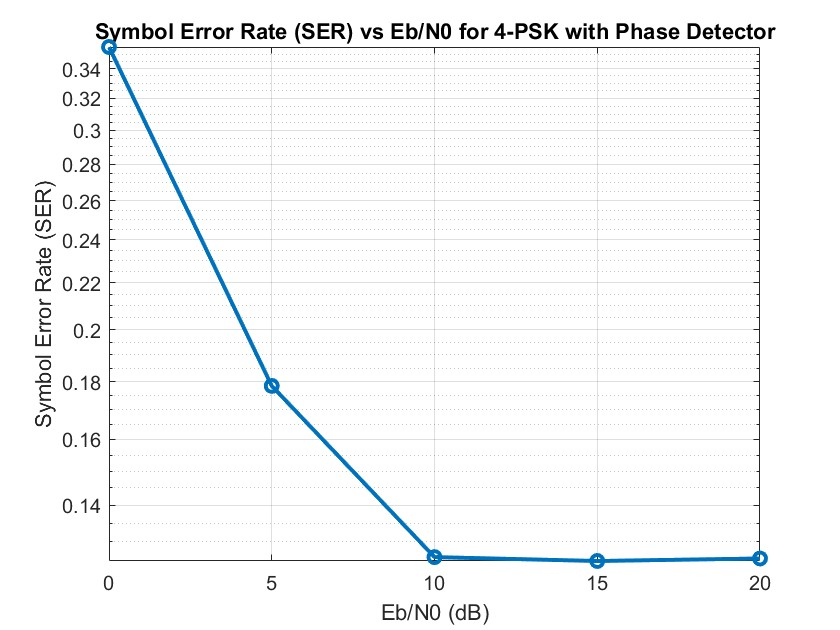 Symbol Error Rate (SER) vs Eb/N0 for 4-PSK with Phase Detector
0.34
0.32
0.3
0.28
0.26
0.24
0.22
0.2
0.18
0.16
0.14
Symbol Error Rate (SER)
0 5 10 15 20
Eb/N0 (dB)